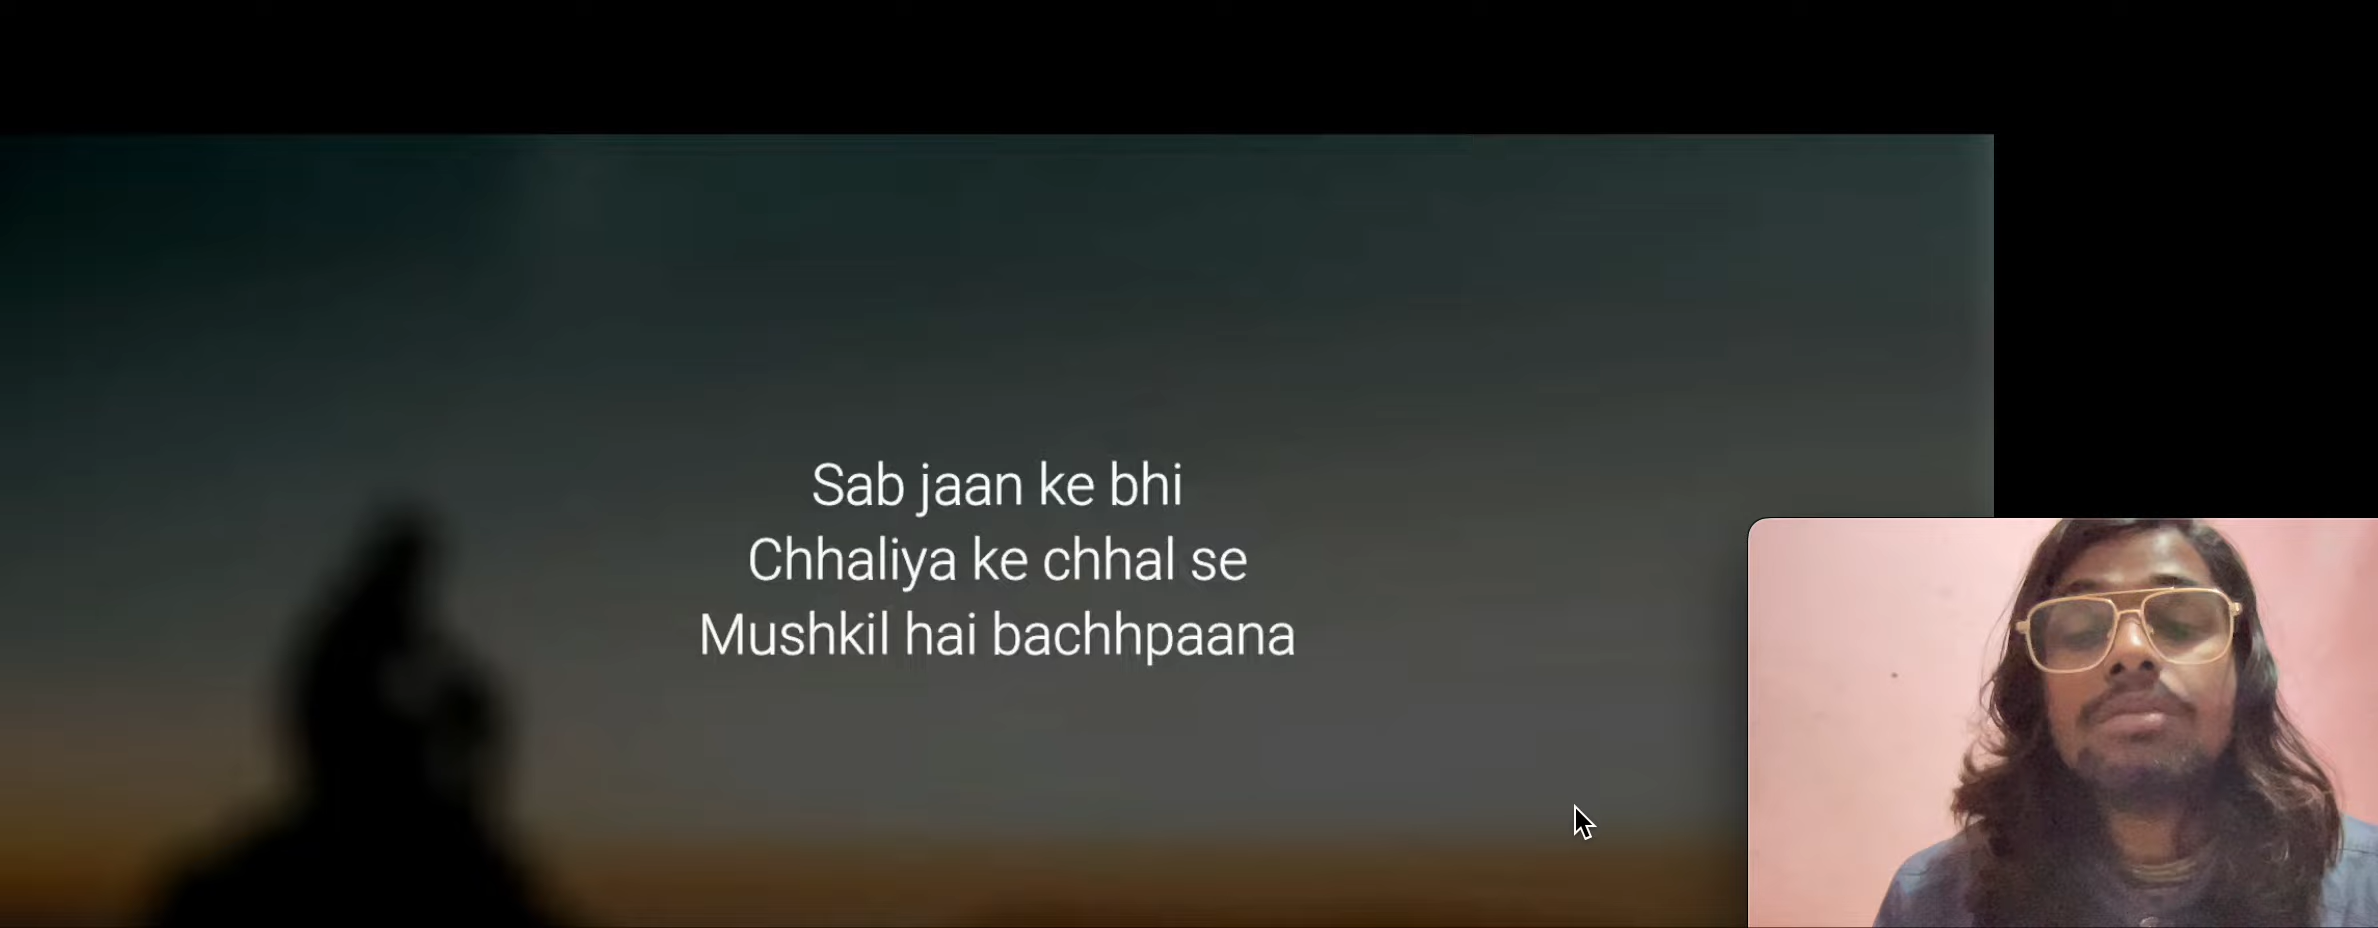 Sab jaan ke bhi
Chhaliya ke chhal se
Mushkil hai bachhpaana